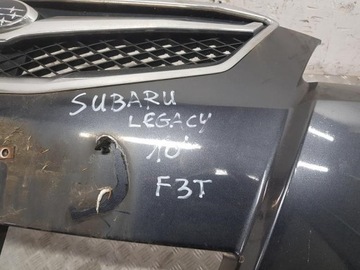 SUBARU
LEGACY
10'
F3T